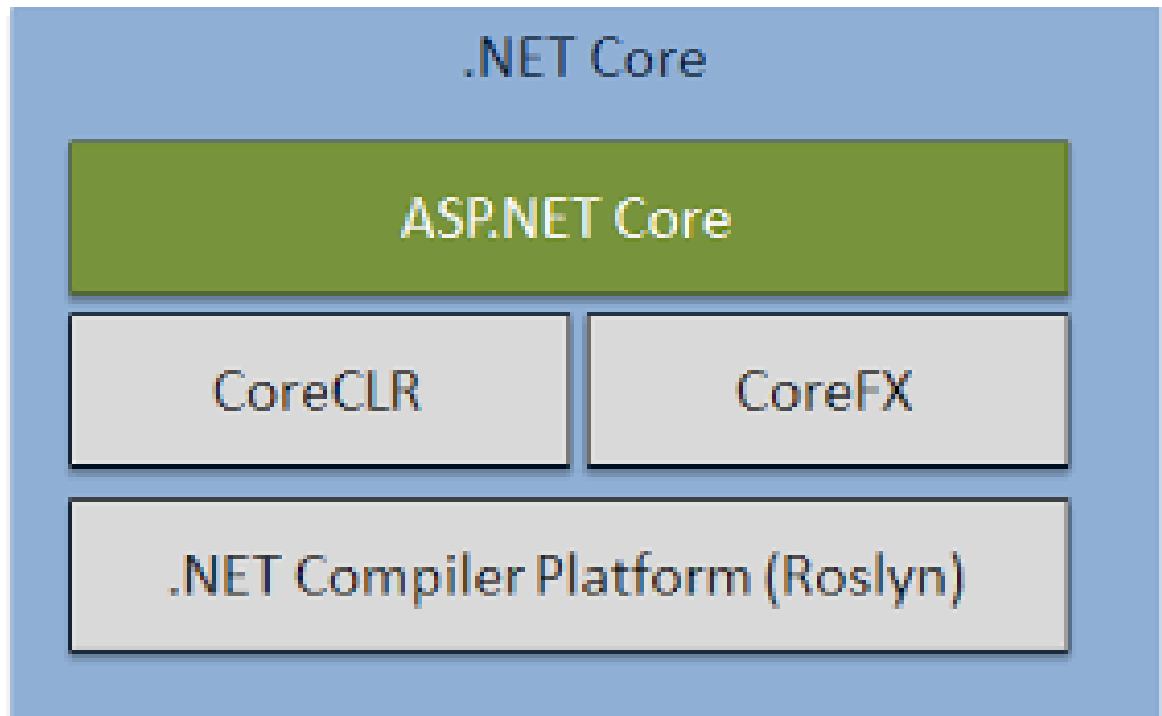 .NET Core
ASP.NET Core
CoreCLR
CoreFX
.NET Compiler Platform (Roslyn)